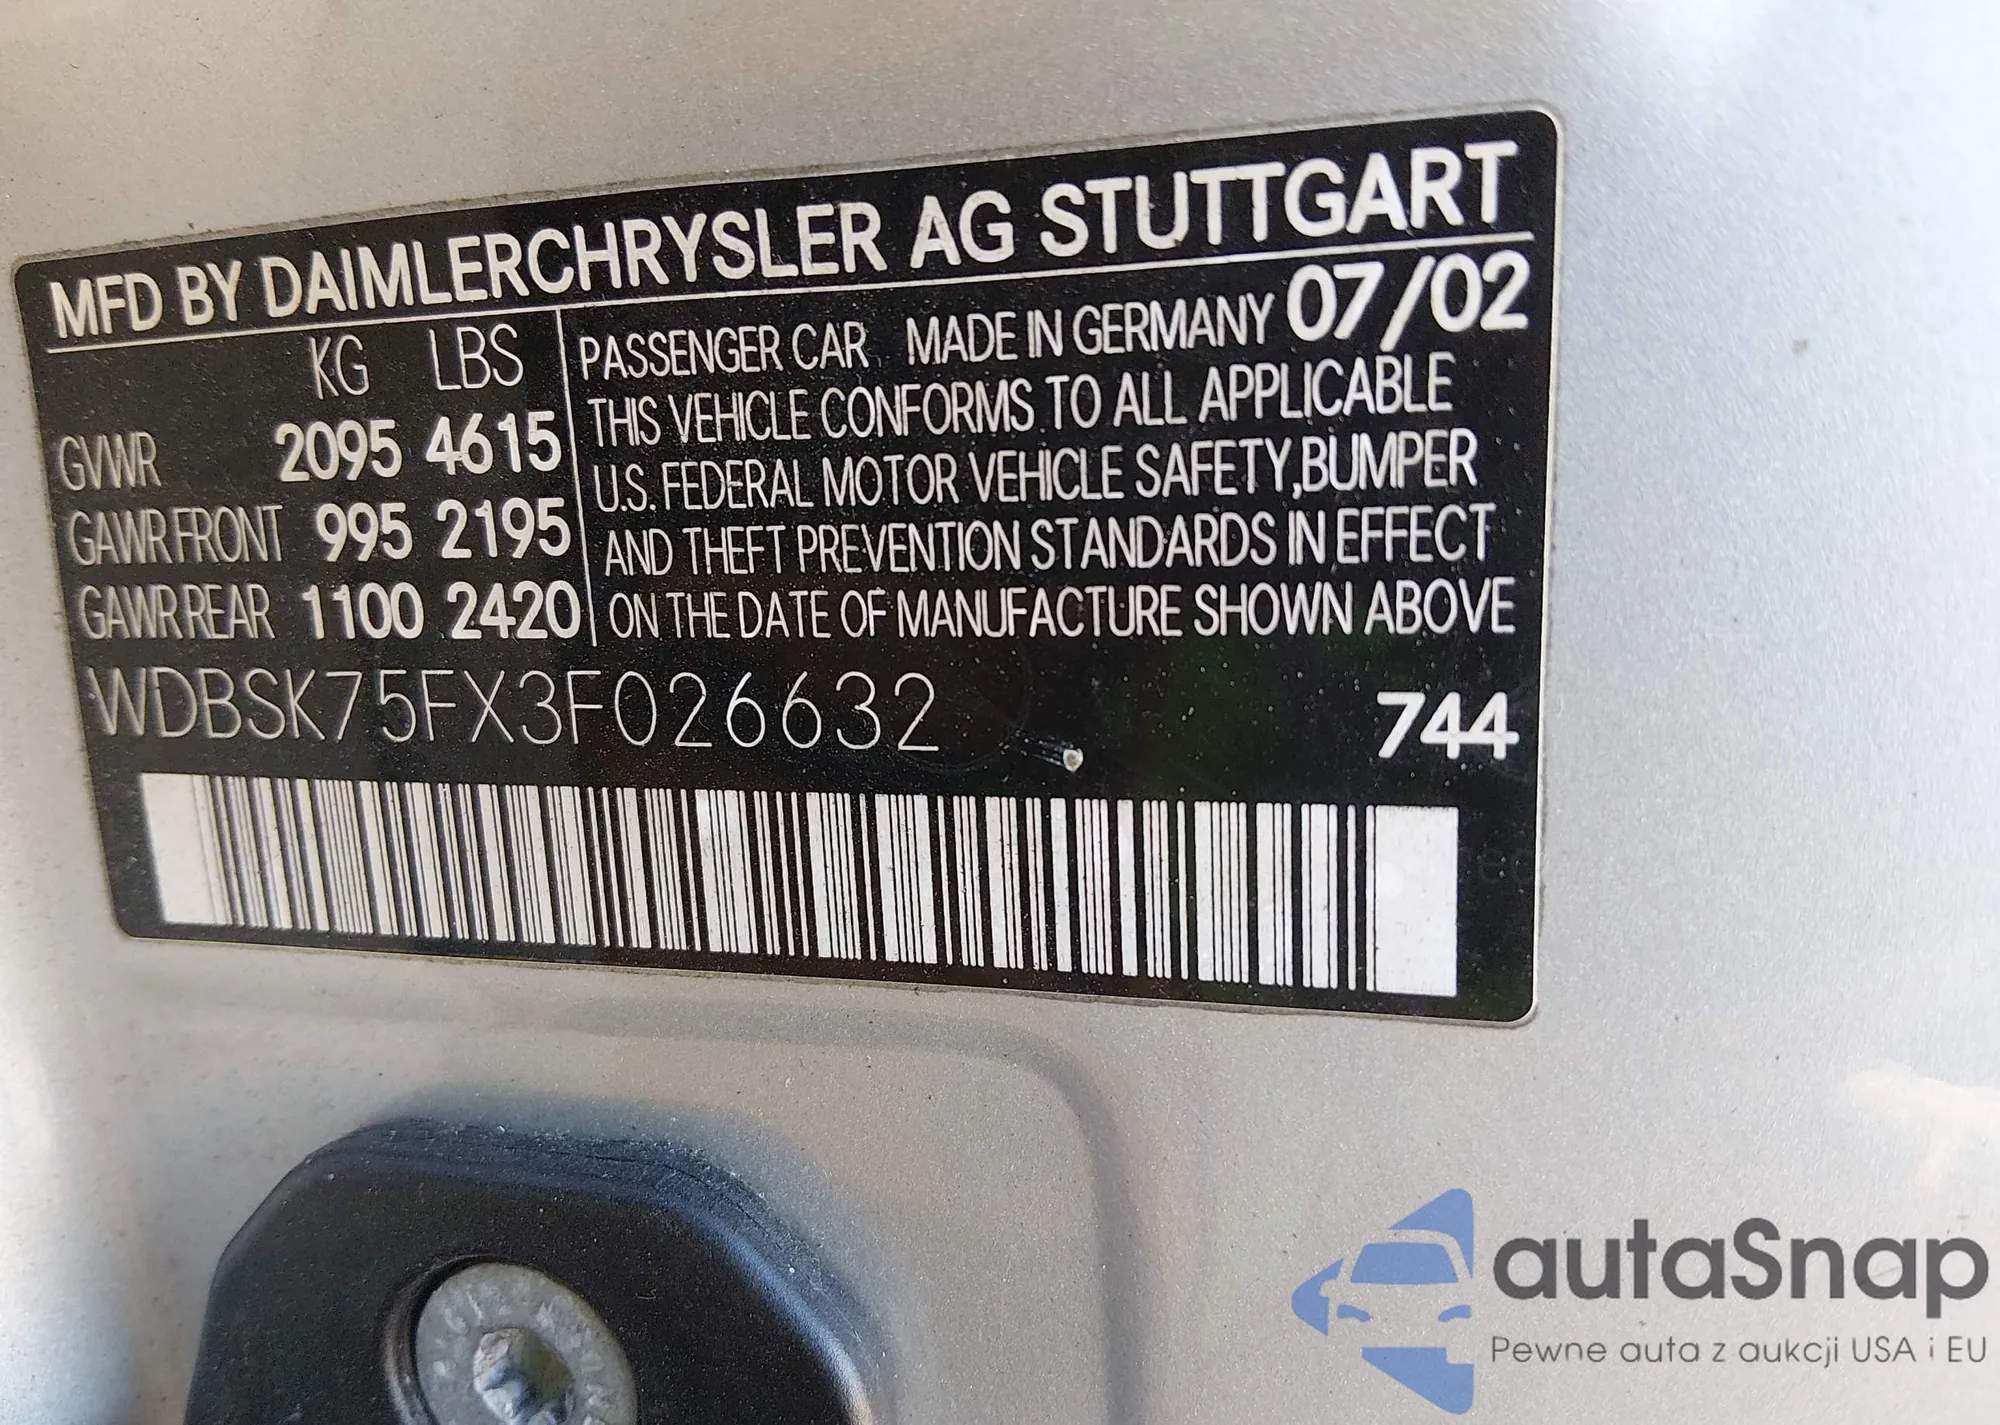 MFD BY DAIMLERCHRYSLER AG STUTTGART
KG LBS
GVWR 2095 4615
GAWR FRONT 995 2195
GAWR REAR 1100 2420
PASSENGER CAR MADE IN GERMANY 07/02
THIS VEHICLE CONFORMS TO ALL APPLICABLE
U.S. FEDERAL MOTOR VEHICLE SAFETY,BUMPER
AND THEFT PREVENTION STANDARDS IN EFFECT
ON THE DATE OF MANUFACTURE SHOWN ABOVE
WDBSK75FX3F026632 744
autaSnap
Pewne auta z aukcji USA i EU